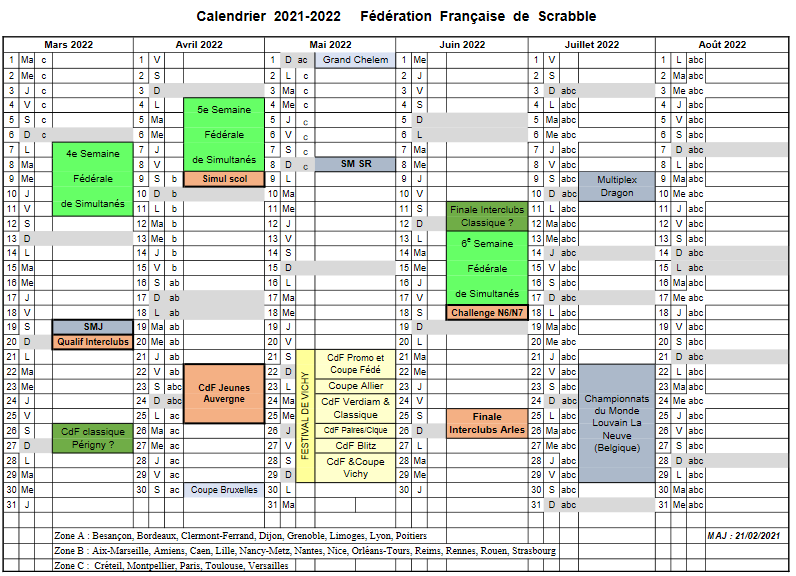 Calendrier 2021-2022 Fédération Française de Scrabble
Mars 2022 Avril 2022 Mai 2022 Juin 2022 Juillet 2022 Août 2022
1 Ma c 1 V 1 D ac Grand Chelem 1 Me 1 V 1 L abc
2 Me c 2 S 2 L c 2 J 2 S 2 Ma abc
3 J c 3 D 3 Ma c 3 V 3 D abc 3 Me abc
4 V c 4 L 5e Semaine 4 Me c 4 S 4 L abc 4 J abc
5 S c 5 Ma 5 J c 5 D 5 Ma abc 5 V abc
6 D c 6 Me Fédérale 6 V c 6 L 6 Me abc 6 S abc
7 L 4e Semaine 7 J 7 S c 7 Ma 7 J abc 7 D abc
8 Ma 8 V de Simultanés 8 D c SM SR 8 Me 8 V abc 8 L abc
9 Me Fédérale 9 S b Simul scol 9 L 9 J 9 S abc Multiplex 9 Ma abc
10 J 10 D b 10 Ma 10 V 10 D abc Dragon 10 Me abc
11 V de Simultanés 11 L b 11 Me 11 S Finale Interclubs 11 L abc 11 J abc
12 S 12 Ma b 12 J 12 D Classique ? 12 Ma abc 12 V abc
13 D 13 Me b 13 V 13 L 6e Semaine 13 Me abc 13 S abc
14 L 14 J b 14 S 14 Ma 14 J abc 14 D abc
15 Ma 15 V b 15 D 15 Me Fédérale 15 V abc 15 L abc
16 Me 16 S ab 16 L 16 J 16 S abc 16 Ma abc
17 J 17 D ab 17 Ma 17 V de Simultanés 17 D abc 17 Me abc
18 V 18 L ab 18 Me 18 S Challenge N6/N7 18 L abc 18 J abc
19 S SMJ 19 Ma ab 19 J 19 D 19 Ma abc 19 V abc
20 D Qualif Interclubs 20 Me ab 20 V 20 L 20 Me abc 20 S abc
21 L 21 J ab 21 S FESTIVAL DE VICHY CdF Promo et 21 Ma 21 J abc 21 D abc
22 Ma 22 V ab 22 D Coupe Fédé 22 Me 22 V abc 22 L abc
23 Me 23 S abc CdF Jeunes 23 L Coupe Allier 23 J 23 S abc 23 Ma abc
24 J 24 D abc Auvergne 24 Ma CdF Verdiam & 24 V 24 D abc Championnats 24 Me abc
25 V 25 L ac 25 Me Classique 25 S Finale 25 L abc du Monde 25 J abc
26 S CdF classique 26 Ma ac 26 J CdF Paires/Clque 26 D Interclubs Arles 26 Ma abc Louvain La 26 V abc
27 D Périgny ? 27 Me ac 27 V CdF Blitz 27 L 27 Me abc Neuve (Belgique) 27 S abc
28 L 28 J ac 28 S CdF &Coupe 28 Ma 28 J abc 28 D abc
29 Ma 29 V ac 29 D Vichy 29 Me 29 V abc 29 L abc
30 Me 30 S ac Coupe Bruxelles 30 L 30 J 30 S abc 30 Ma abc
31 J 31 Ma 31 D abc 31 Me abc
Zone A : Besançon, Bordeaux, Clermont-Ferrand, Dijon, Grenoble, Limoges, Lyon, Poitiers MAJ : 21/02/2021
Zone B : Aix-Marseille, Amiens, Caen, Lille, Nancy-Metz, Nantes, Nice, Orléans-Tours, Reims, Rennes, Rouen, Strasbourg
Zone C : Créteil, Montpellier, Paris, Toulouse, Versailles